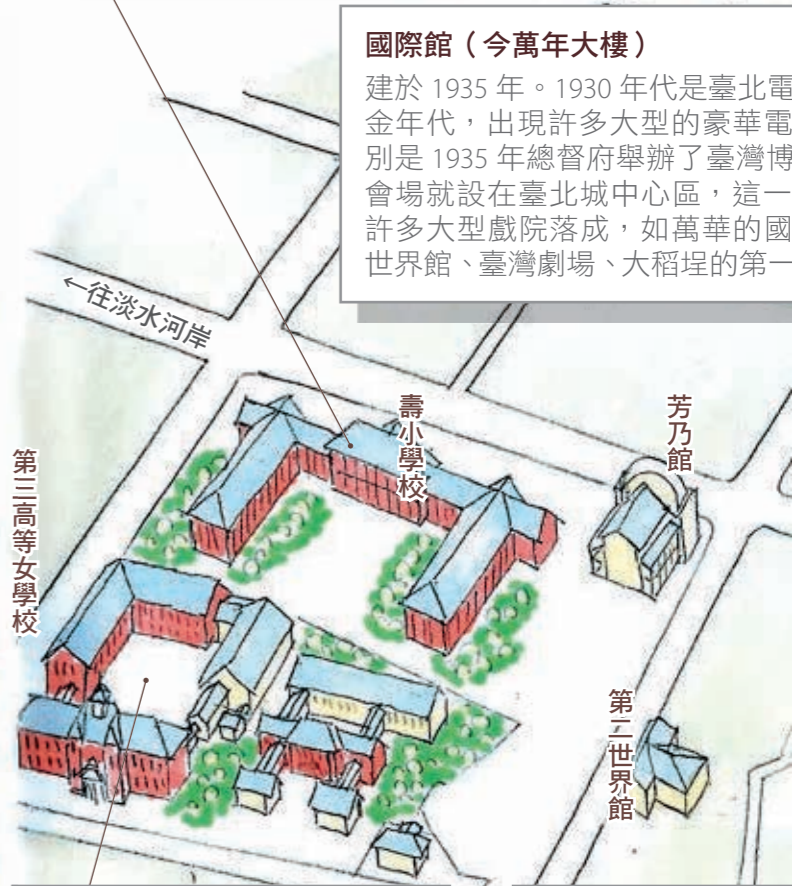 國際館（今萬年大樓）
建於 1935 年。1930 年代是臺北電
金年代，出現許多大型的豪華電
別是 1935 年總督府舉辦了臺灣博
會場就設在臺北城中心區，這一
許多大型戲院落成，如萬華的國
世界館、臺灣劇場、大稻埕的第一
←往淡水河岸
壽小學校
芳乃館
第三高等女學校
第二世界館